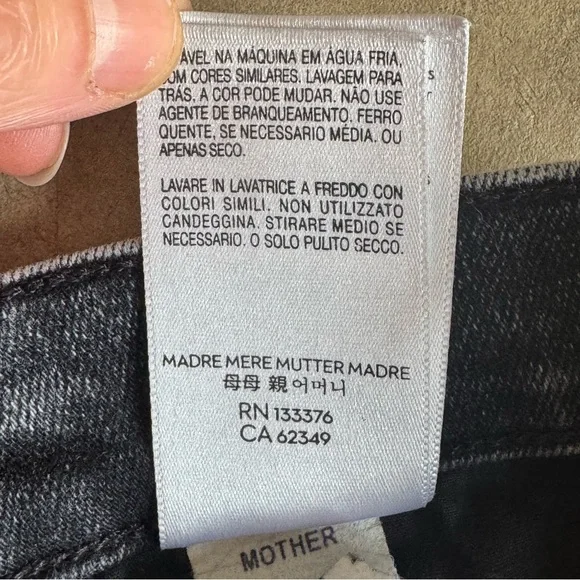 NA MÁQUINA EM ÁGUA FRIA,
CORES SIMILARES. LAVAGEM PARA
TRÁS. A COR PODE MUDAR. NÃO USE
AGENTE DE BRANQUEAMENTO. FERRO
QUENTE, SE NECESSARIO MÉDIA. OU
APENAS SECO.
LAVARE IN LAVATRICE A FREDDO CON
COLORI SIMILI. NON UTILIZZATO
CANDEGGINA. STIRARE MEDIO SE
NECESSARIO. O SOLO PULITO SECCO.
MADRE MERE MUTTER MADRE
母母 親 어머니
RN 133376
CA 62349
MOTHER